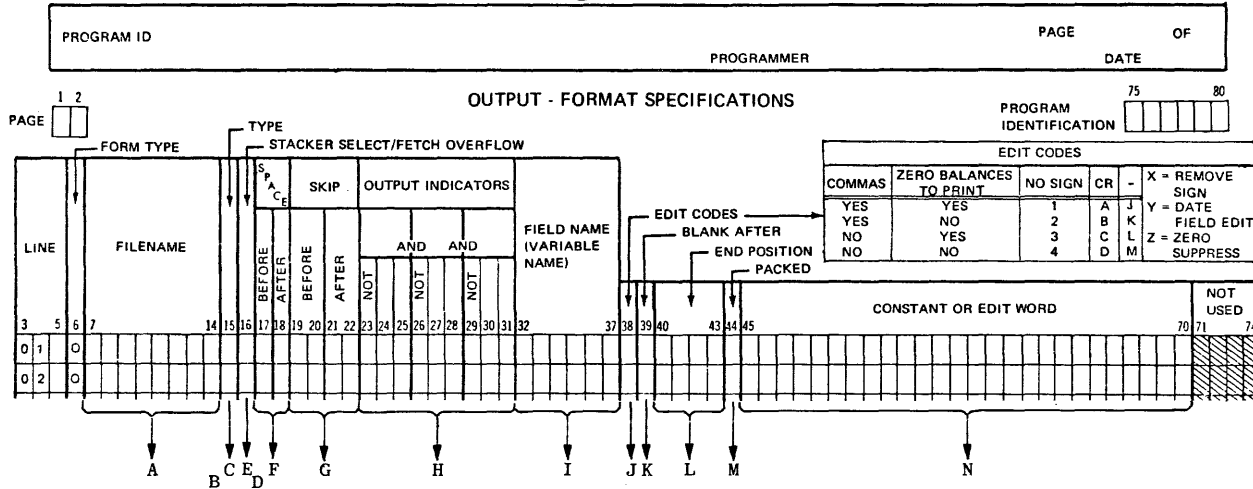 PROGRAM ID PAGE OF
PROGRAMMER DATE
1 2
PAGE
OUTPUT - FORMAT SPECIFICATIONS
75 80
PROGRAM IDENTIFICATION
FORM TYPE
TYPE
STACKER SELECT/FETCH OVERFLOW
EDIT CODES
COMMAS ZERO BALANCES TO PRINT NO SIGN CR -
YES YES 1 A J
YES NO 2 B K
NO YES 3 C L
NO NO 4 D M
X = REMOVE SIGN
Y = DATE FIELD EDIT
Z = ZERO SUPPRESS
LINE
FILENAME
SPACE
BEFORE
AFTER
SKIP
BEFORE
AFTER
OUTPUT INDICATORS
AND AND
NOT
NOT
NOT
FIELD NAME
(VARIABLE
NAME)
EDIT CODES
BLANK AFTER
END POSITION
PACKED
CONSTANT OR EDIT WORD
NOT USED
3 5 6 7 14 15 16 17 18 19 20 21 22 23 24 25 26 27 28 29 30 31 32 37 38 39 40 43 44 45 70 71 74
0 1 O
0 2 O
A B C E D F G H I J K L M N